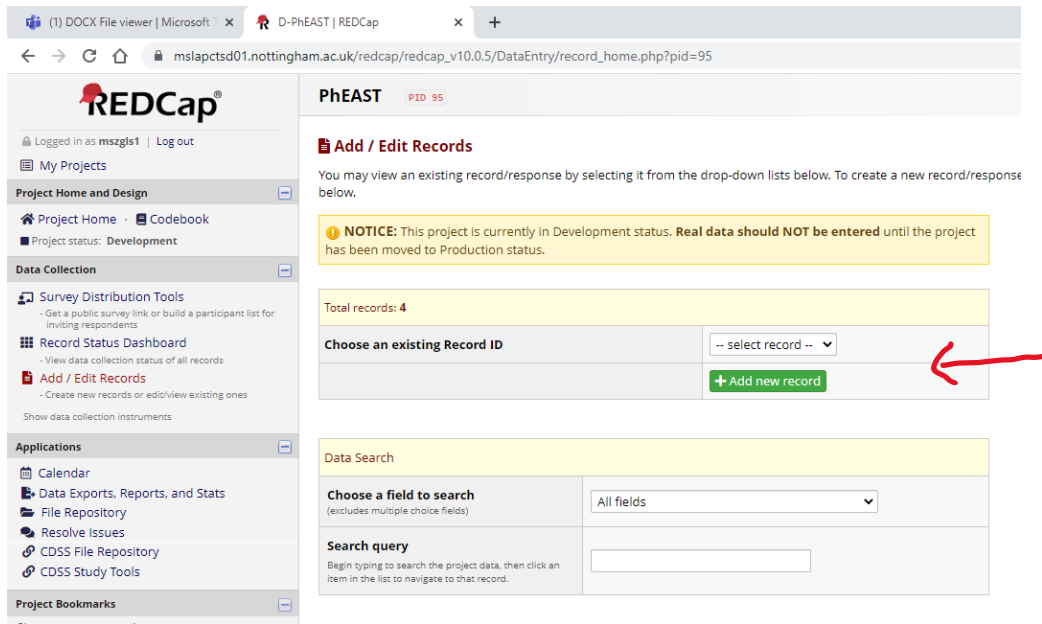 (1) DOCX File viewer | Microsoft T
D-PhEAST | REDCap
mslapctsd01.nottingham.ac.uk/redcap/redcap_v10.0.5/DataEntry/record_home.php?pid=95
REDCap®
Logged in as mszgls1 | Log out
My Projects
Project Home and Design
Project Home · Codebook
Project status: Development
Data Collection
Survey Distribution Tools
- Get a public survey link or build a participant list for
inviting respondents
Record Status Dashboard
- View data collection status of all records
Add / Edit Records
- Create new records or edit/view existing ones
Show data collection instruments
Applications
Calendar
Data Exports, Reports, and Stats
File Repository
Resolve Issues
CDSS File Repository
CDSS Study Tools
Project Bookmarks
PhEAST PID 95
Add / Edit Records
You may view an existing record/response by selecting it from the drop-down lists below. To create a new record/response
below.
NOTICE: This project is currently in Development status. Real data should NOT be entered until the project
has been moved to Production status.
Total records: 4
Choose an existing Record ID
-- select record --
+ Add new record
Data Search
Choose a field to search
(excludes multiple choice fields)
All fields
Search query
Begin typing to search the project data, then click an
item in the list to navigate to that record.